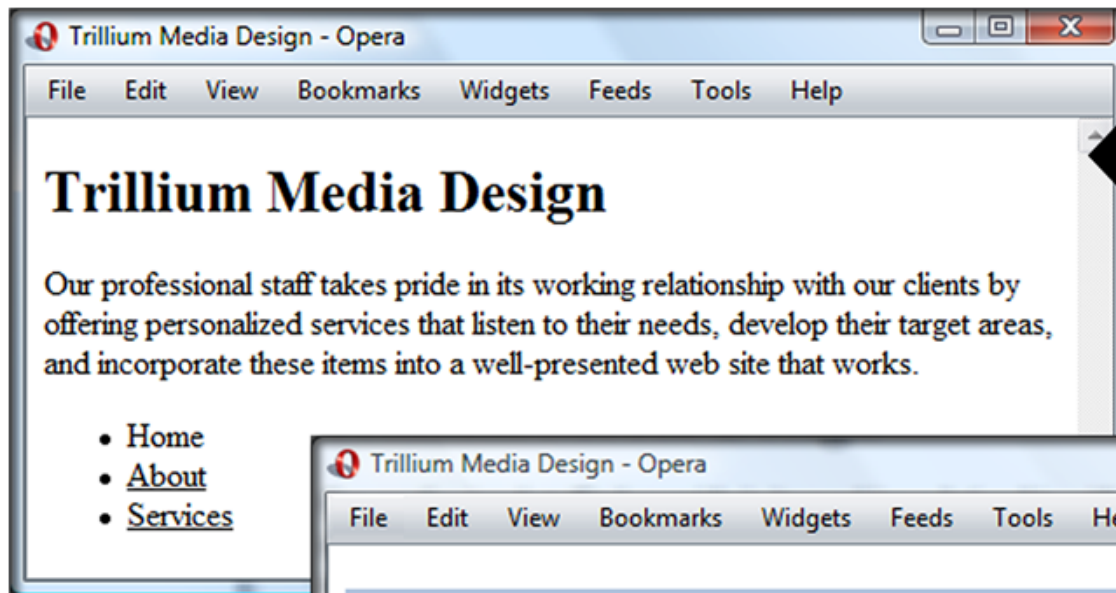 Trillium Media Design - Opera
File Edit View Bookmarks Widgets Feeds Tools Help
Trillium Media Design
Our professional staff takes pride in its working relationship with our clients by
offering personalized services that listen to their needs, develop their target areas,
and incorporate these items into a well-presented web site that works.
• Home
• About
• Services
Trillium Media Design - Opera
File Edit View Bookmarks Widgets Feeds Tools